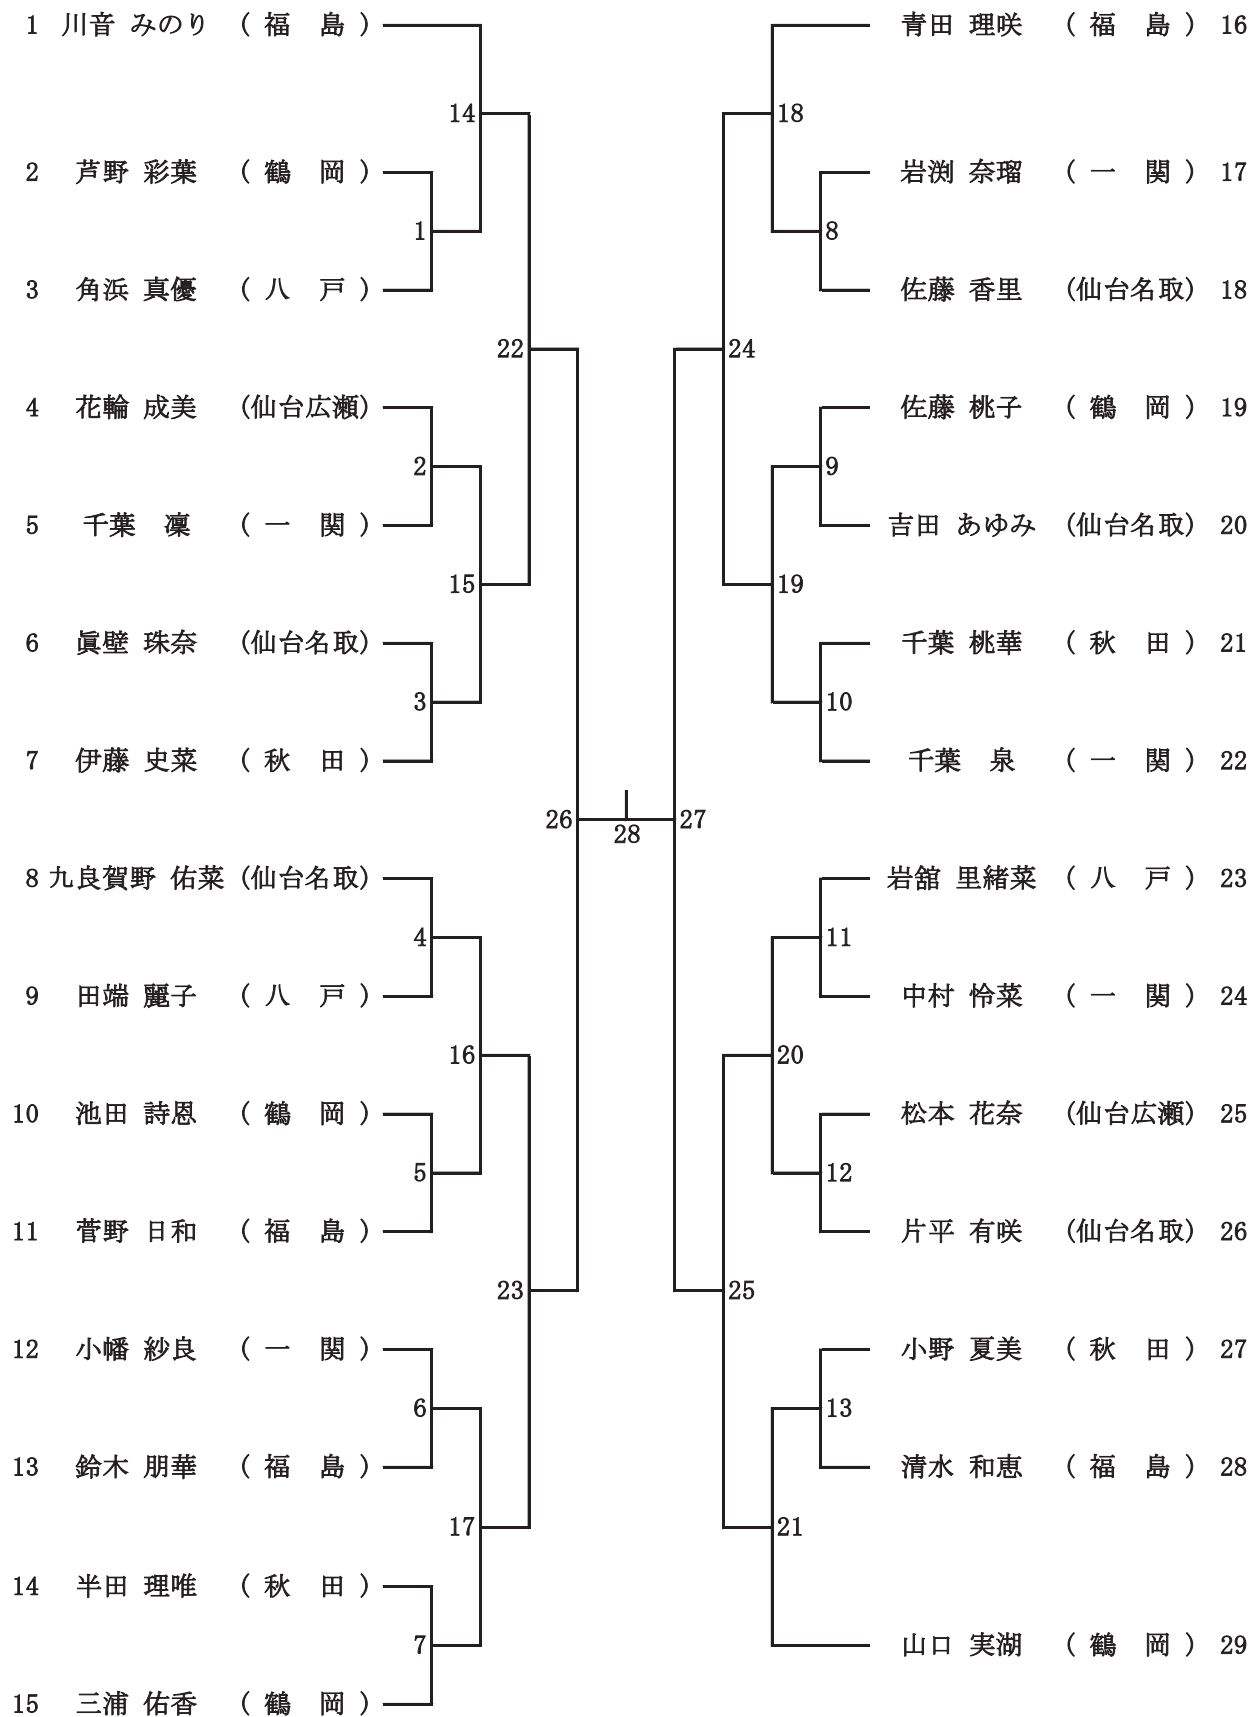 1 川音 みのり ( 福 島 )
14
2 芦野 彩葉 ( 鶴 岡 )
1
3 角浜 真優 ( 八 戸 )
22
4 花輪 成美 (仙台広瀬)
2
5 千葉 凜 ( 一 関 )
15
6 眞壁 珠奈 (仙台名取)
3
7 伊藤 史菜 ( 秋 田 )
26
8 九良賀野 佑菜 (仙台名取)
4
9 田端 麗子 ( 八 戸 )
16
10 池田 詩恩 ( 鶴 岡 )
5
11 菅野 日和 ( 福 島 )
23
12 小幡 紗良 ( 一 関 )
6
13 鈴木 朋華 ( 福 島 )
17
14 半田 理唯 ( 秋 田 )
7
15 三浦 佑香 ( 鶴 岡 )
28
青田 理咲 ( 福 島 ) 16
18
岩渕 奈瑠 ( 一 関 ) 17
8
佐藤 香里 (仙台名取) 18
24
佐藤 桃子 ( 鶴 岡 ) 19
9
吉田 あゆみ (仙台名取) 20
19
千葉 桃華 ( 秋 田 ) 21
10
千葉 泉 ( 一 関 ) 22
27
岩舘 里緒菜 ( 八 戸 ) 23
11
中村 怜菜 ( 一 関 ) 24
20
松本 花奈 (仙台広瀬) 25
12
片平 有咲 (仙台名取) 26
25
小野 夏美 ( 秋 田 ) 27
13
清水 和恵 ( 福 島 ) 28
21
山口 実湖 ( 鶴 岡 ) 29